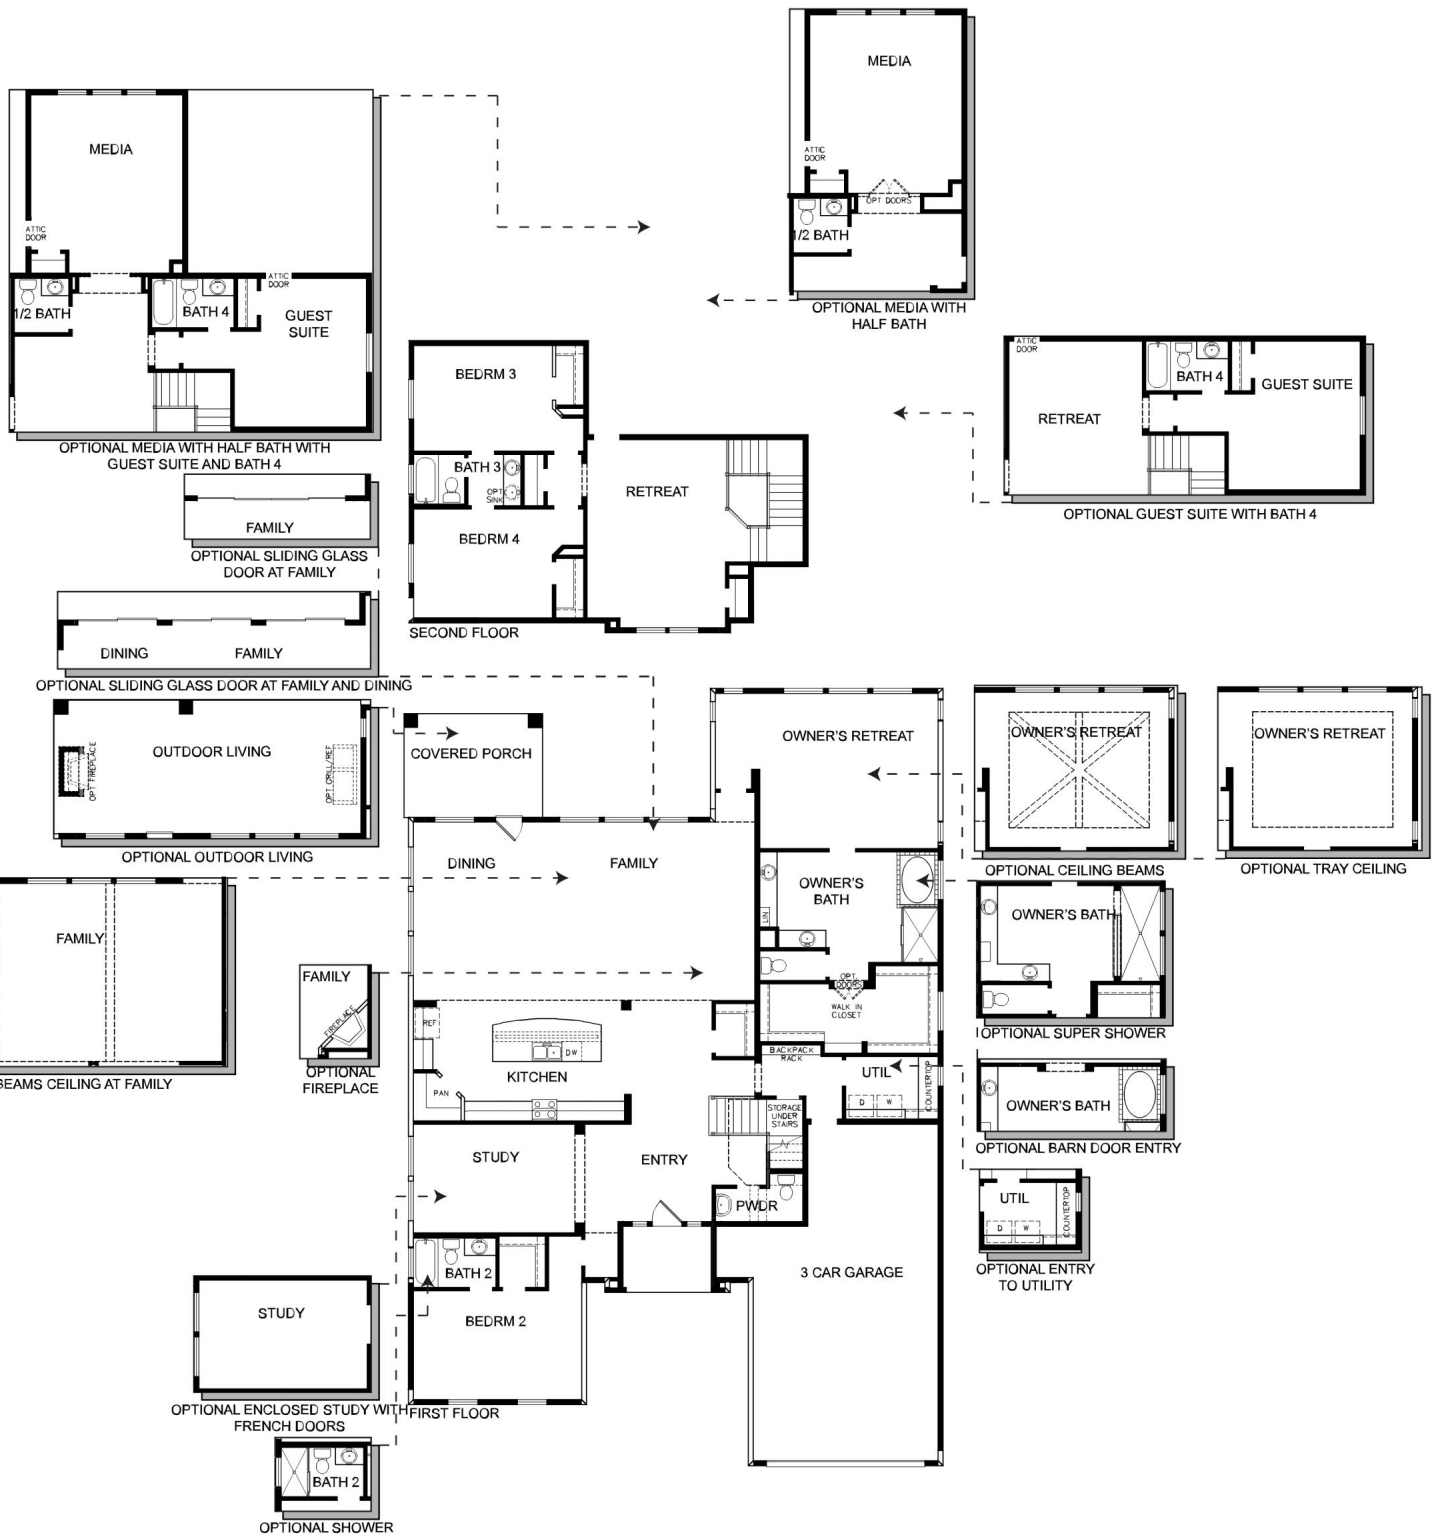 MEDIA
ATTIC
DOOR
1/2 BATH
BATH 4
ATTIC
DOOR
GUEST
SUITE
OPTIONAL MEDIA WITH HALF BATH WITH
GUEST SUITE AND BATH 4
MEDIA
ATTIC
DOOR
OPT DOORS
1/2 BATH
OPTIONAL MEDIA WITH
HALF BATH
ATTIC
DOOR
BATH 4
GUEST SUITE
RETREAT
OPTIONAL GUEST SUITE WITH BATH 4
BEDRM 3
BATH 3
OPT
SINK
RETREAT
BEDRM 4
SECOND FLOOR
FAMILY
OPTIONAL SLIDING GLASS
DOOR AT FAMILY
DINING
FAMILY
OPTIONAL SLIDING GLASS DOOR AT FAMILY AND DINING
OUTDOOR LIVING
OPT FIREPLACE
OPT GRILL/REF
OPTIONAL OUTDOOR LIVING
FAMILY
BEAMS CEILING AT FAMILY
FAMILY
FIREPLACE
OPTIONAL
FIREPLACE
COVERED PORCH
OWNER'S RETREAT
DINING
FAMILY
OWNER'S
BATH
LIN
OPT.
DOORS
WALK IN
CLOSET
REF
DW
KITCHEN
PAN
BACKPACK
RACK
UTIL
D
W
COUNTERTOP
STORAGE
UNDER
STAIRS
STUDY
ENTRY
PWDR
BATH 2
3 CAR GARAGE
BEDRM 2
FIRST FLOOR
OWNER'S RETREAT
OPTIONAL CEILING BEAMS
OWNER'S RETREAT
OPTIONAL TRAY CEILING
OWNER'S BATH
OPTIONAL SUPER SHOWER
OWNER'S BATH
OPTIONAL BARN DOOR ENTRY
UTIL
D
W
COUNTERTOP
OPTIONAL ENTRY
TO UTILITY
STUDY
OPTIONAL ENCLOSED STUDY WITH
FRENCH DOORS
BATH 2
OPTIONAL SHOWER